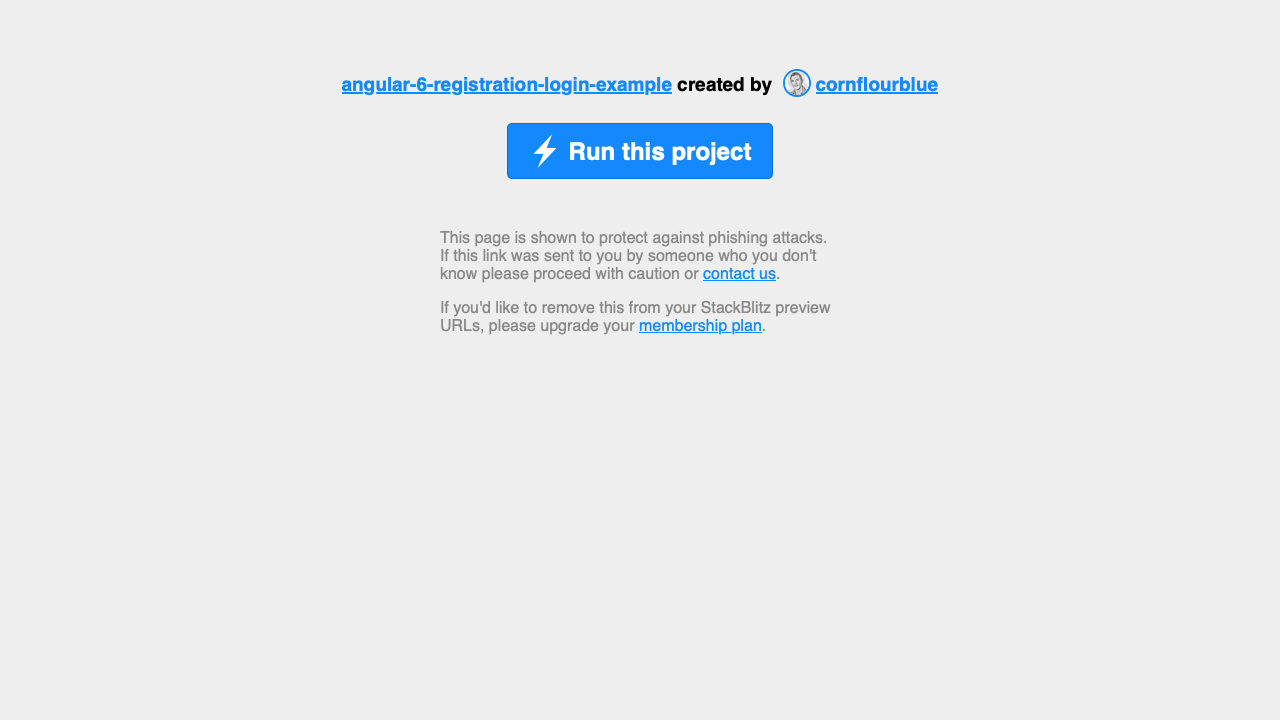 angular-6-registration-login-example created by cornflourblue
Run this project
This page is shown to protect against phishing attacks.
If this link was sent to you by someone who you don't
know please proceed with caution or contact us.
If you'd like to remove this from your StackBlitz preview
URLs, please upgrade your membership plan.